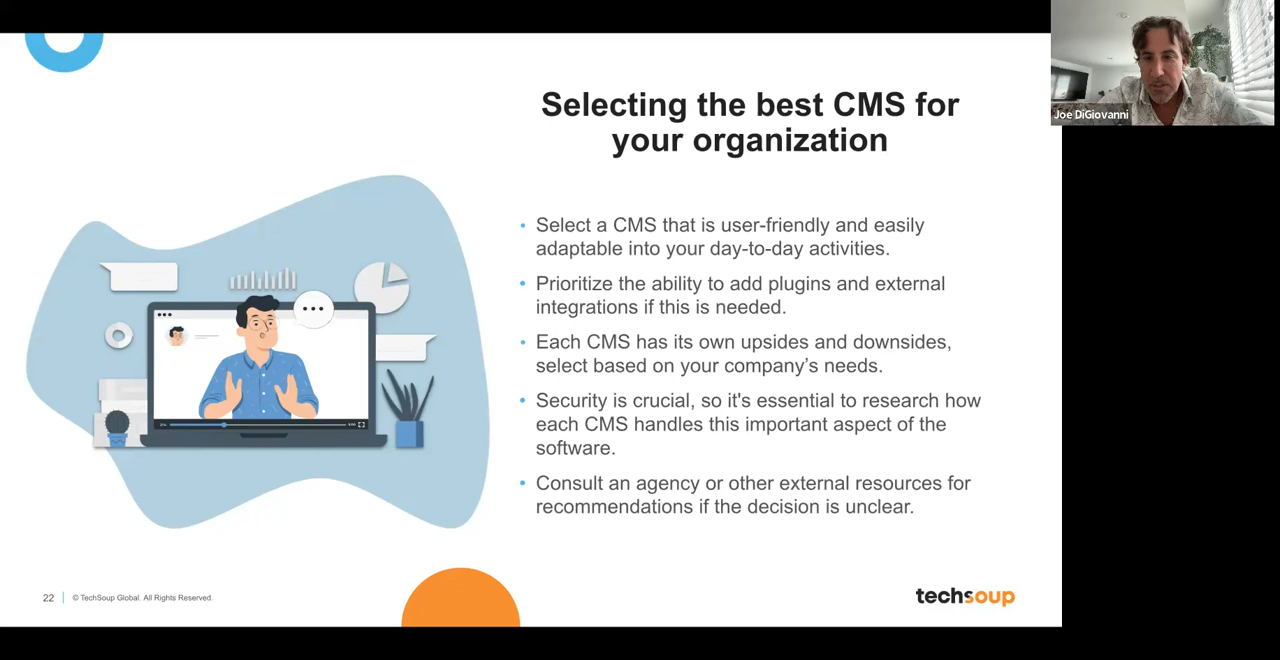 Selecting the best CMS for
your organization
• Select a CMS that is user-friendly and easily
adaptable into your day-to-day activities.
• Prioritize the ability to add plugins and external
integrations if this is needed.
• Each CMS has its own upsides and downsides,
select based on your company’s needs.
• Security is crucial, so it's essential to research how
each CMS handles this important aspect of the
software.
• Consult an agency or other external resources for
recommendations if the decision is unclear.
22
© TechSoup Global. All Rights Reserved.
techsoup
Joe DiGiovanni